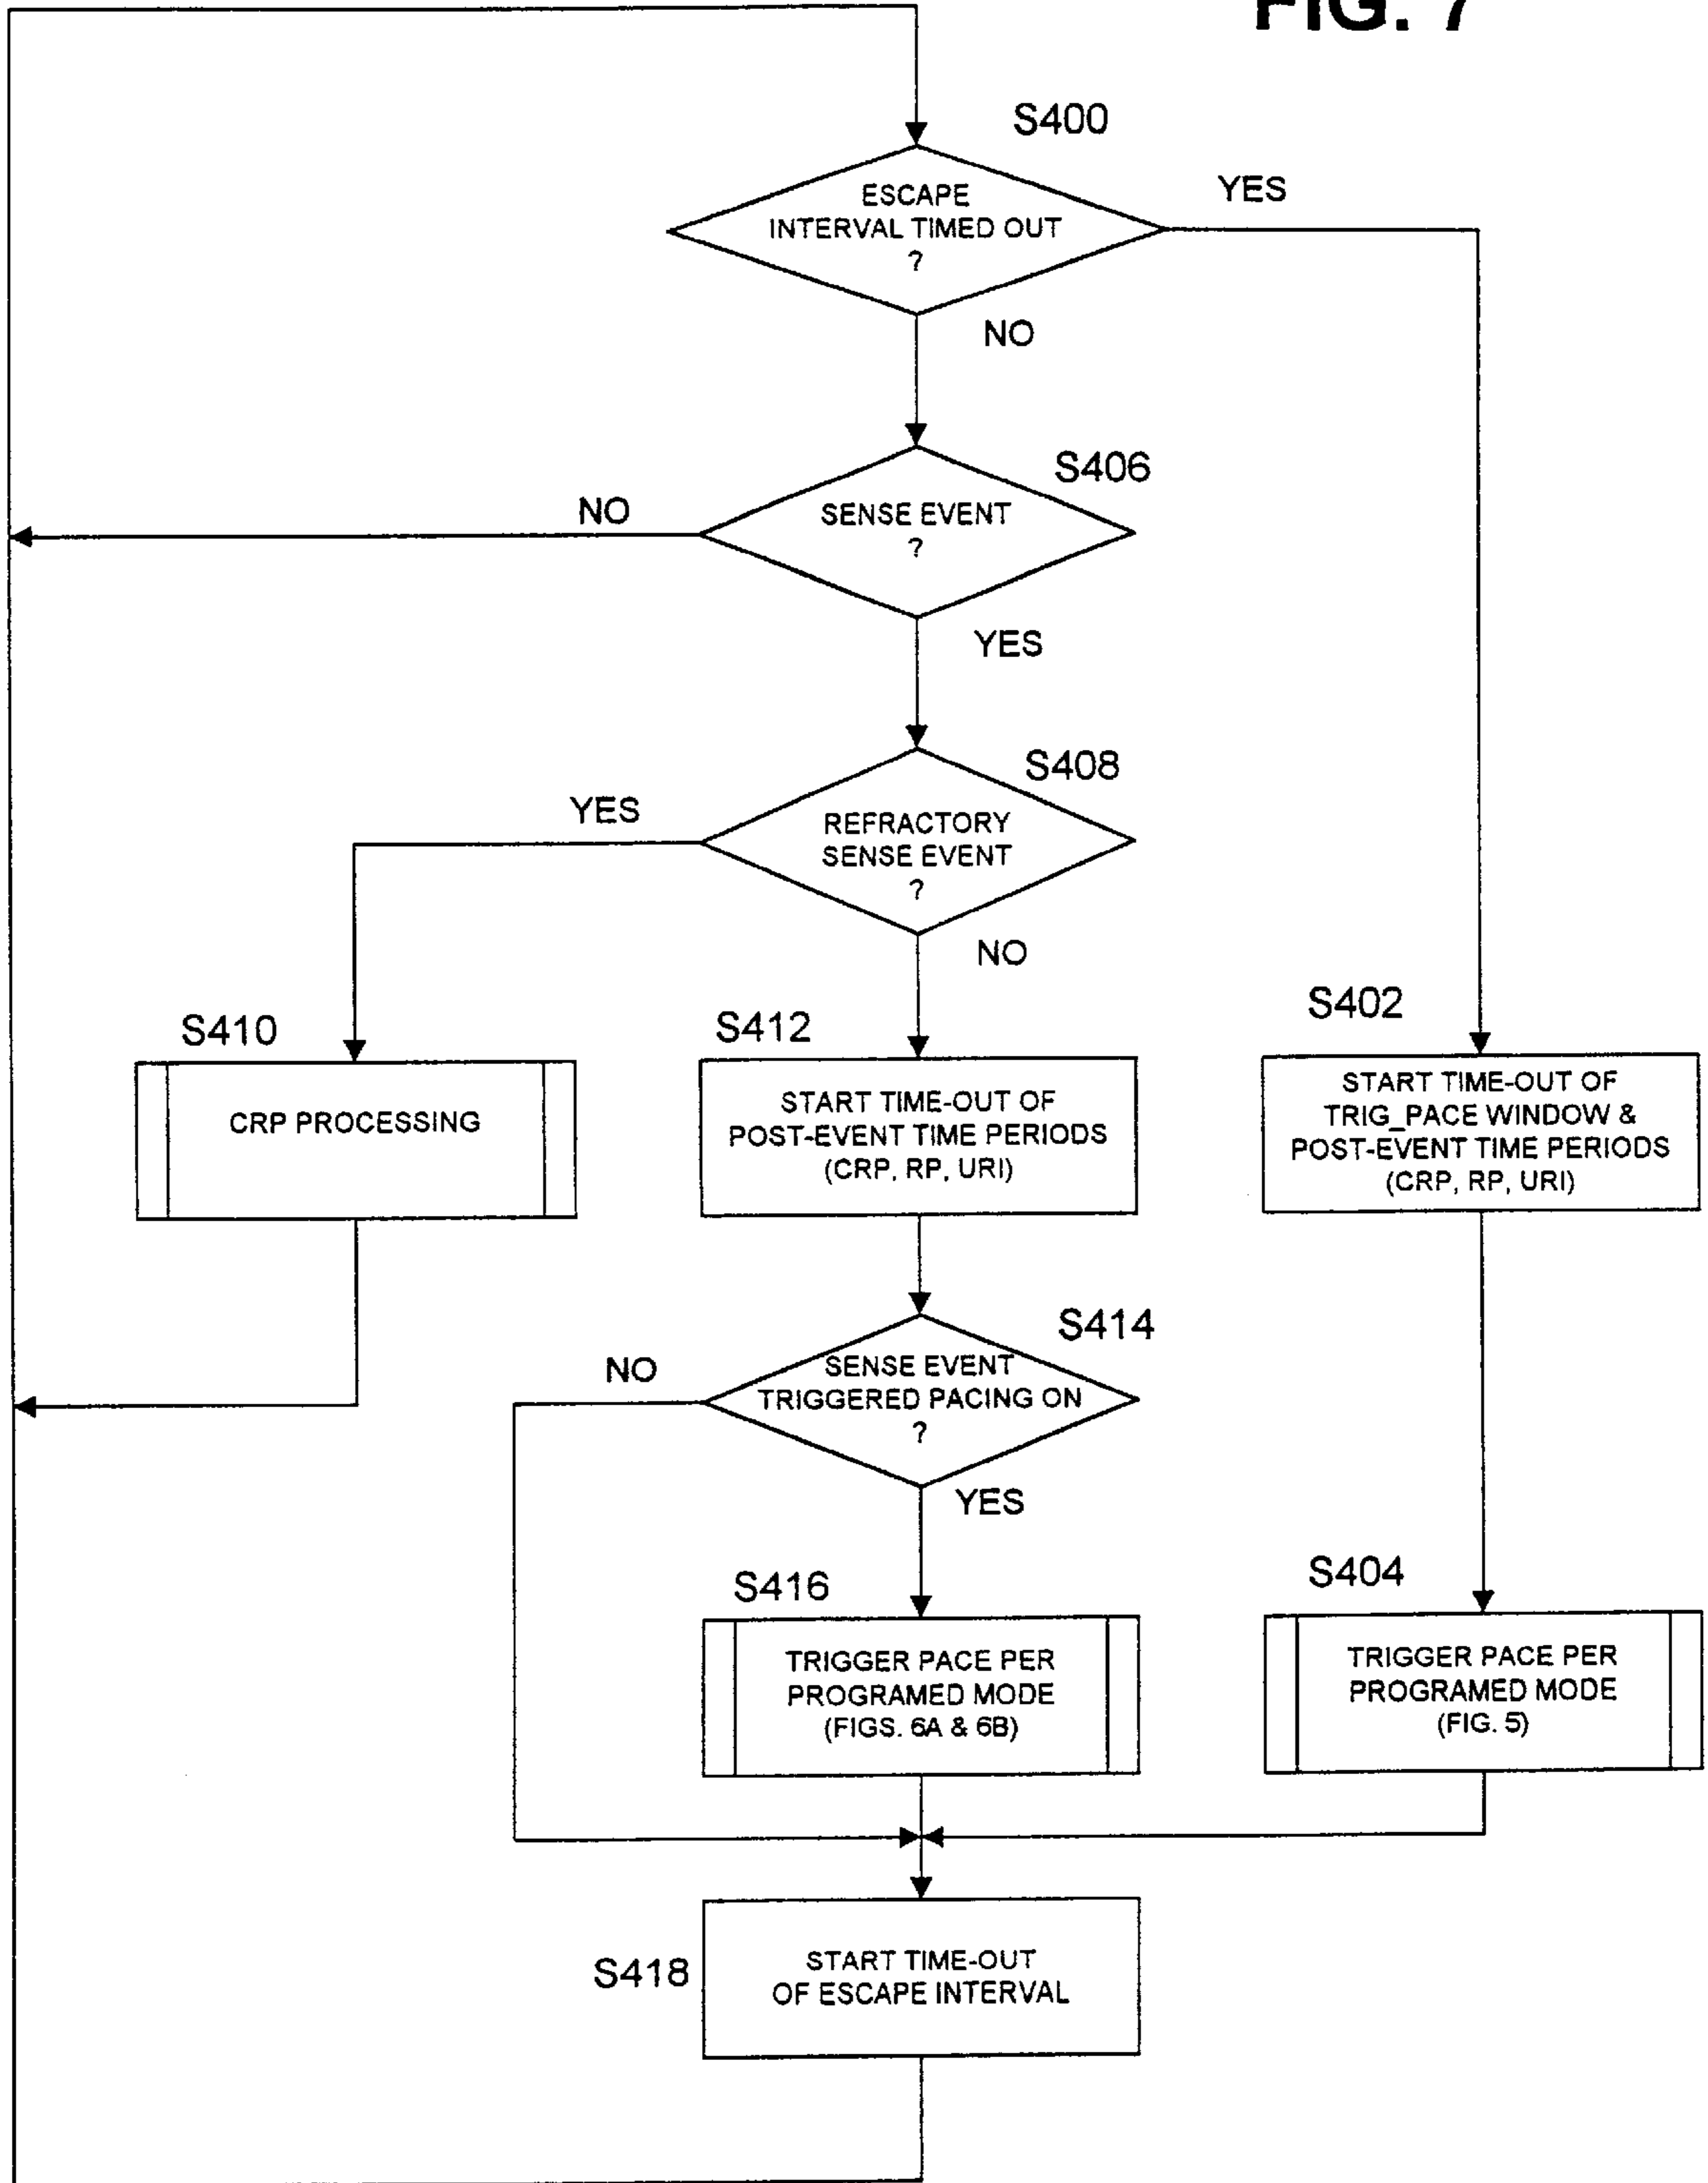 FIG. 7
S400
ESCAPE
INTERVAL TIMED OUT
?
YES
NO
S406
SENSE EVENT
?
NO
YES
S408
REFRACTORY
SENSE EVENT
?
YES
NO
S410
CRP PROCESSING
S412
START TIME-OUT OF
POST-EVENT TIME PERIODS
(CRP, RP, URI)
S402
START TIME-OUT OF
TRIG_PACE WINDOW &
POST-EVENT TIME PERIODS
(CRP, RP, URI)
S414
SENSE EVENT
TRIGGERED PACING ON
?
NO
YES
S416
TRIGGER PACE PER
PROGRAMED MODE
(FIGS. 6A & 6B)
S404
TRIGGER PACE PER
PROGRAMED MODE
(FIG. 5)
S418
START TIME-OUT
OF ESCAPE INTERVAL